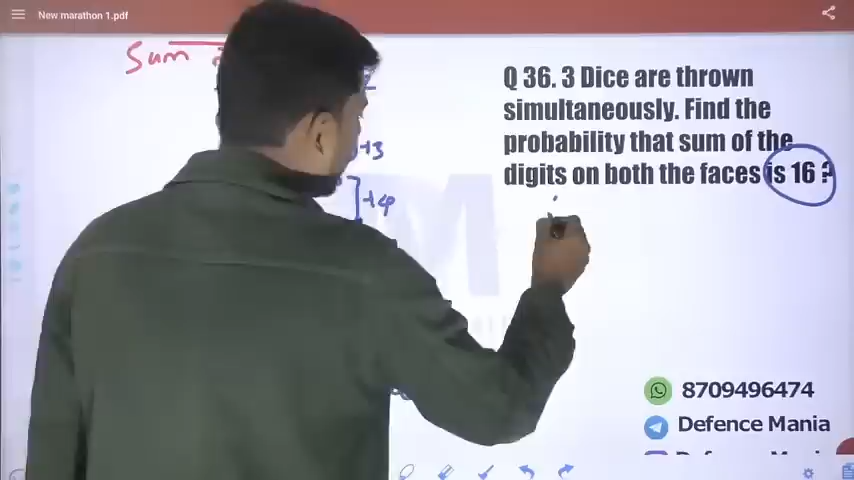 New marathon 1.pdf
Sum
Q 36. 3 Dice are thrown
simultaneously. Find the
probability that sum of the
digits on both the faces is 16 ?
+3
+4
8709496474
Defence Mania